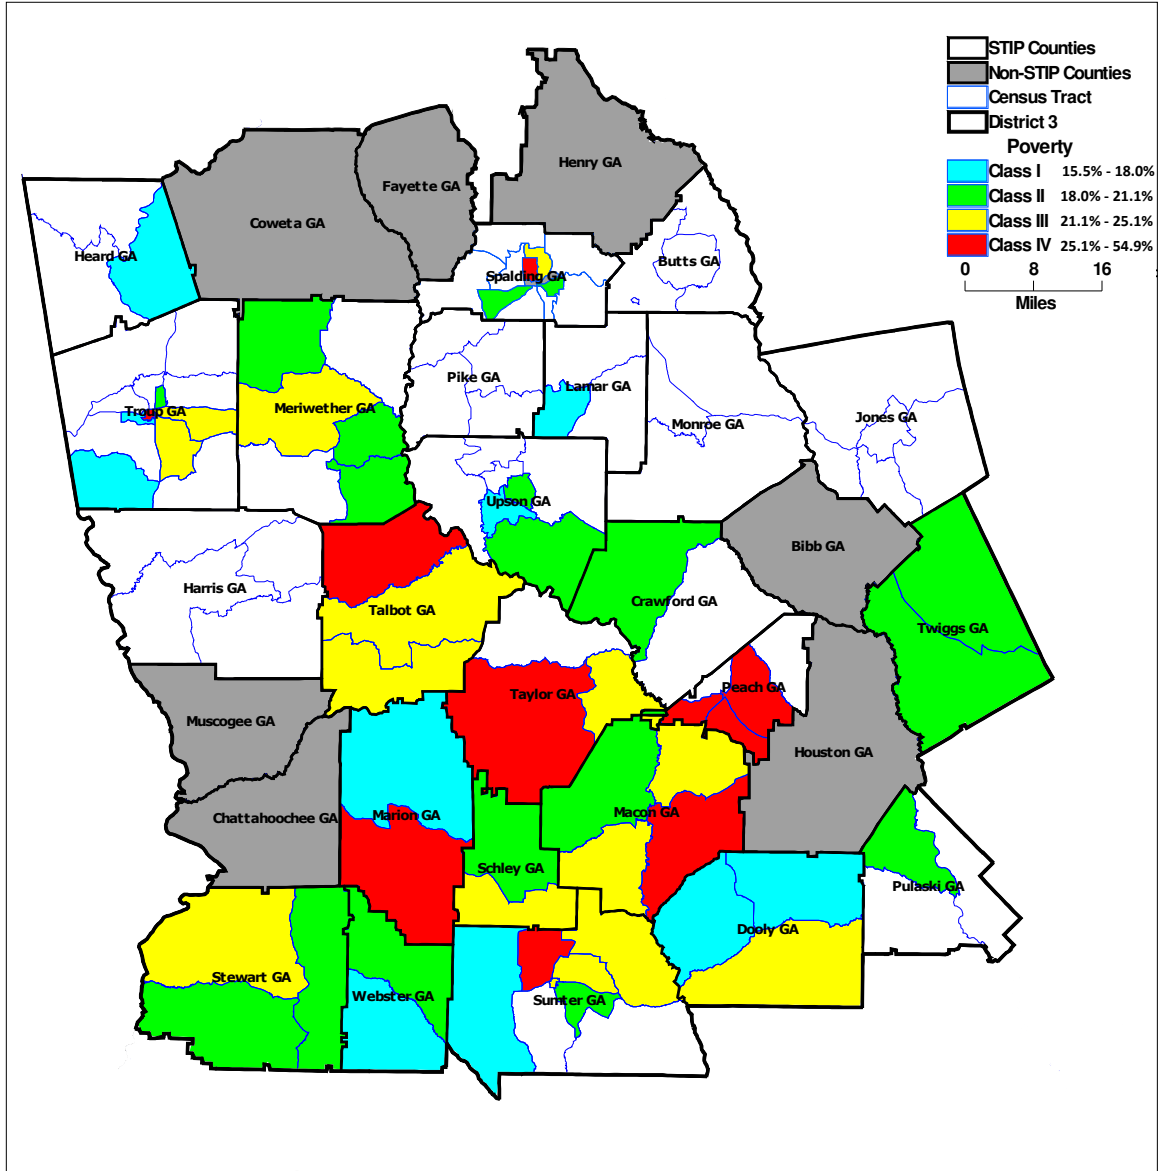 STIP Counties
Non-STIP Counties
Census Tract
District 3
Poverty
Class I 15.5% - 18.0%
Class II 18.0% - 21.1%
Class III 21.1% - 25.1%
Class IV 25.1% - 54.9%
0 8 16
Miles
Henry GA
Fayette GA
Coweta GA
Heard GA
Spalding GA
Butts GA
Pike GA
Lamar GA
Troup GA
Meriwether GA
Monroe GA
Jones GA
Upson GA
Bibb GA
Harris GA
Talbot GA
Crawford GA
Twiggs GA
Taylor GA
Peach GA
Muscogee GA
Houston GA
Chattahoochee GA
Marion GA
Macon GA
Schley GA
Pulaski GA
Dooly GA
Stewart GA
Webster GA
Sumter GA